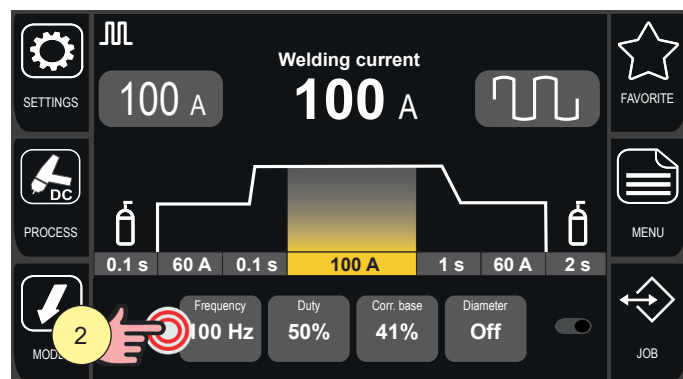 SETTINGS
Welding current
100 A
100 A
FAVORITE
DC
PROCESS
MENU
0.1 s 60 A 0.1 s 100 A 1 s 60 A 2 s
Frequency
100 Hz
Duty
50%
Corr. base
41%
Diameter
Off
2
JOB